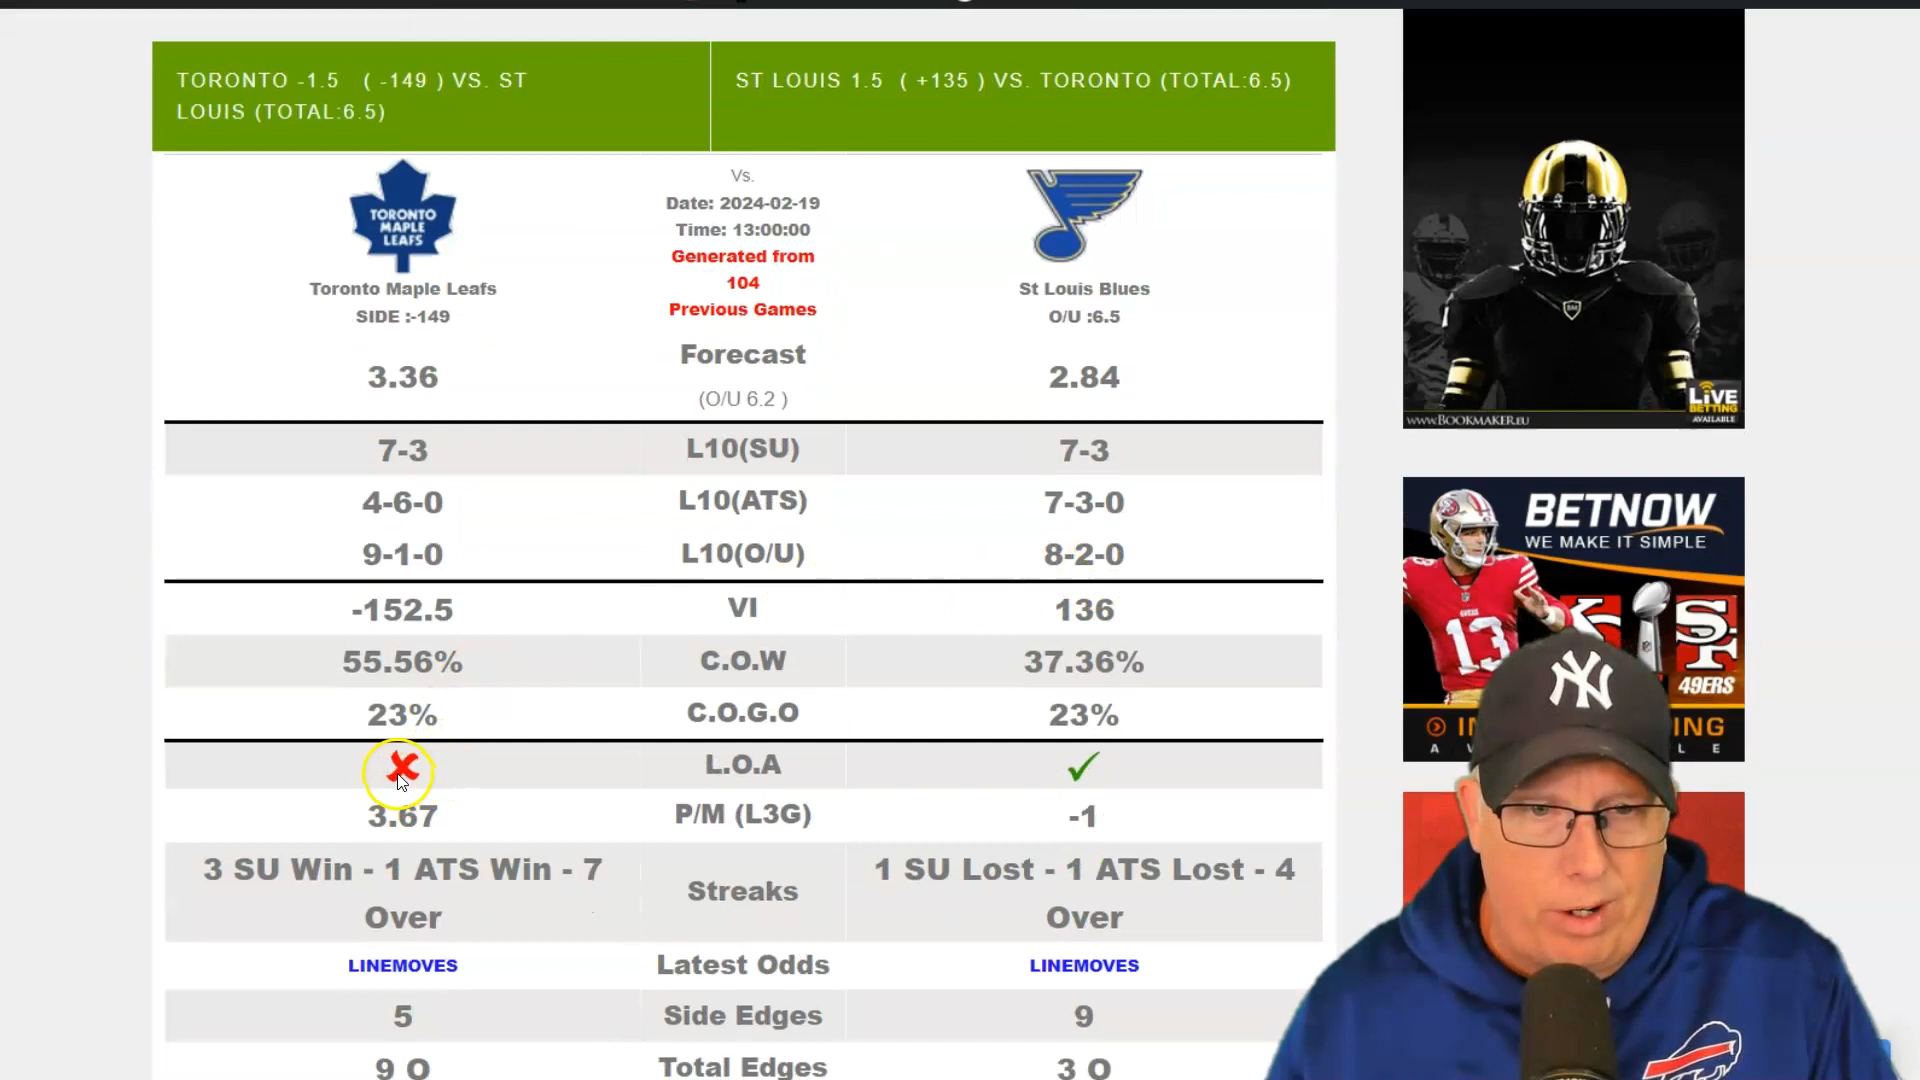 TORONTO -1.5 ( -149 ) VS. ST
LOUIS (TOTAL:6.5)
ST LOUIS 1.5 ( +135 ) VS. TORONTO (TOTAL:6.5)
TORONTO
MAPLE
LEAFS
Toronto Maple Leafs
SIDE :-149
Vs.
Date: 2024-02-19
Time: 13:00:00
Generated from
104
Previous Games
St Louis Blues
O/U :6.5
3.36
Forecast
(O/U 6.2 )
2.84
7-3 L10(SU) 7-3
4-6-0 L10(ATS) 7-3-0
9-1-0 L10(O/U) 8-2-0
-152.5 VI 136
55.56% C.O.W 37.36%
23% C.O.G.O 23%
L.O.A
3.67 P/M (L3G) -1
3 SU Win - 1 ATS Win - 7
Over
Streaks
1 SU Lost - 1 ATS Lost - 4
Over
LINEMOVES Latest Odds LINEMOVES
5 Side Edges 9
9 O Total Edges 3 O
LIVE
BETTING
AVAILABLE
WWW.BOOKMAKER.EU
BETNOW
WE MAKE IT SIMPLE
13
SF
49ERS
NY